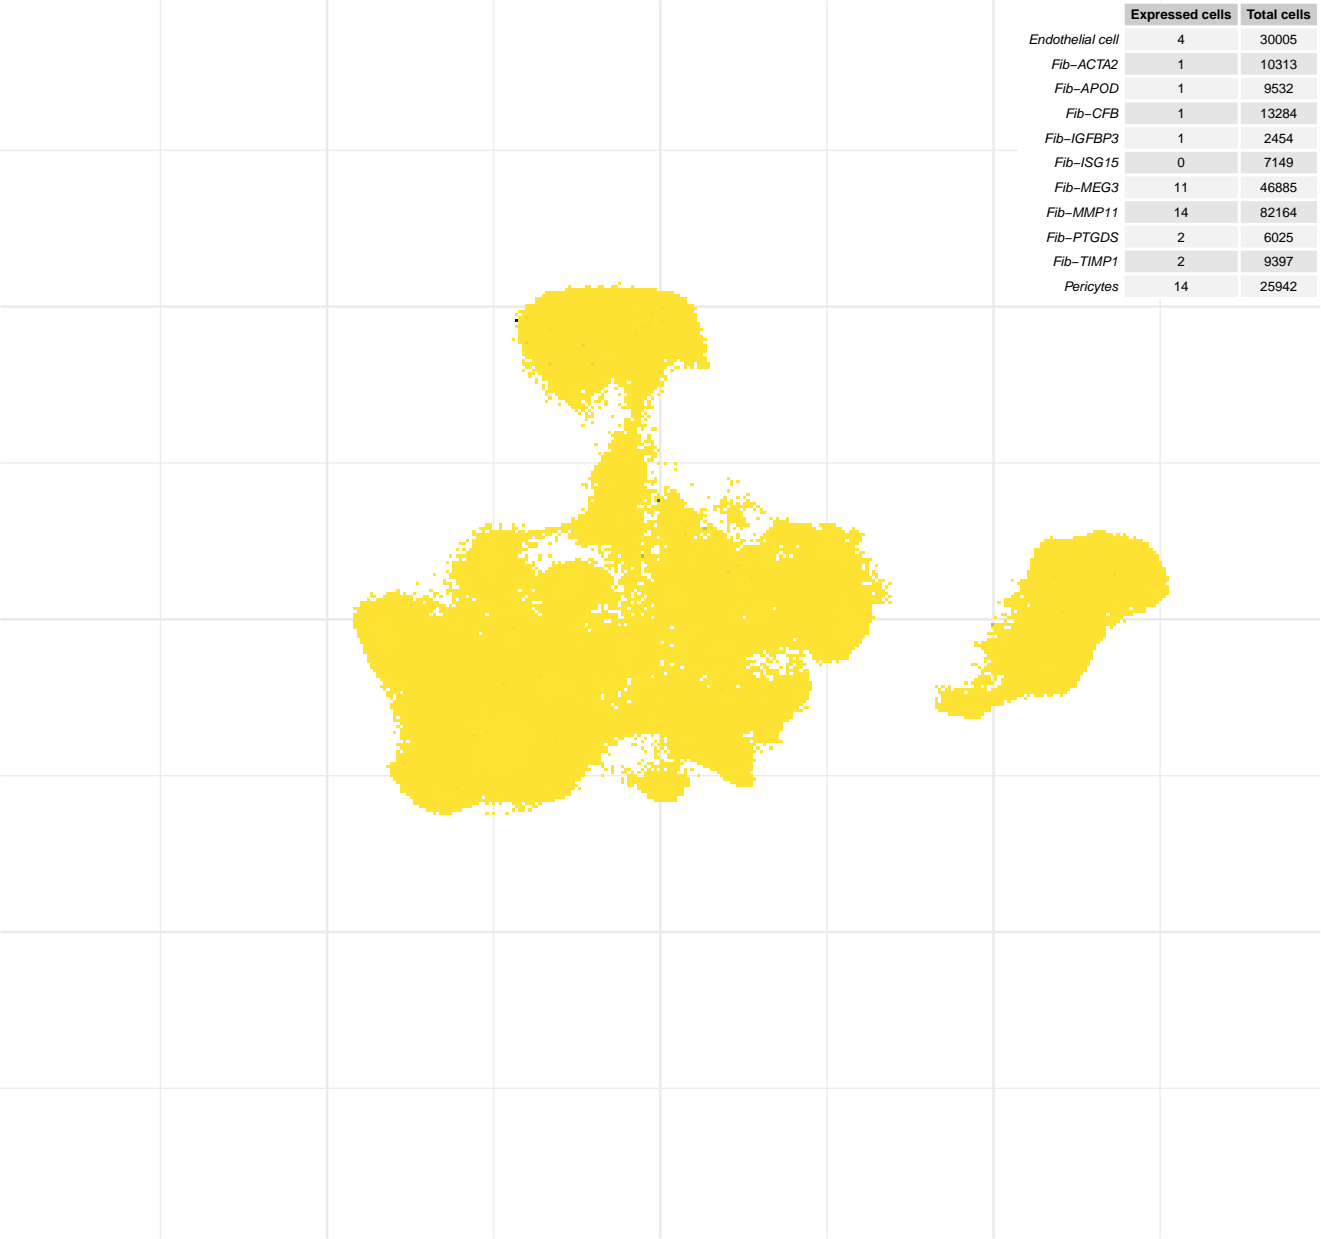 Expressed cells Total cells
Endothelial cell 4 30005
Fib−ACTA2 1 10313
Fib−APOD 1 9532
Fib−CFB 1 13284
Fib−IGFBP3 1 2454
Fib−ISG15 0 7149
Fib−MEG3 11 46885
Fib−MMP11 14 82164
Fib−PTGDS 2 6025
Fib−TIMP1 2 9397
Pericytes 14 25942